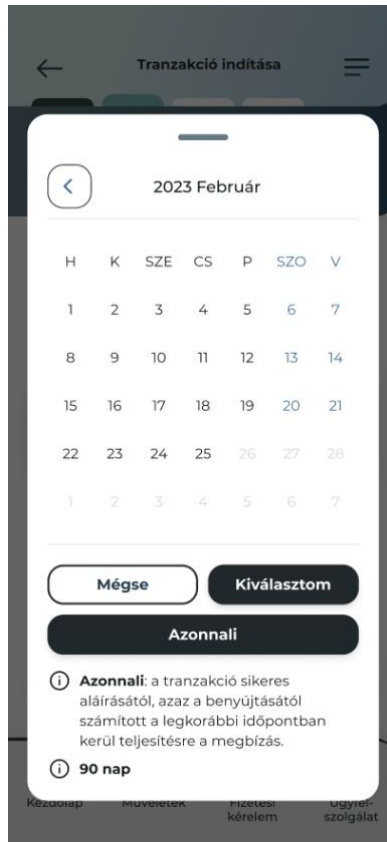 Tranzakció indítása
2023 Február
H K SZE CS P SZO V
1 2 3 4 5 6 7
8 9 10 11 12 13 14
15 16 17 18 19 20 21
22 23 24 25 26 27 28
1 2 3 4 5 6 7
Mégse Kiválasztom
Azonnali
Azonnali: a tranzakció sikeres
aláírásától, azaz a benyújtásától
számított a legkorábbi időpontban
kerül teljesítésre a megbízás.
90 nap
Kezdőlap Műveletek Fizetési Ügyfél-
kérelem szolgálat